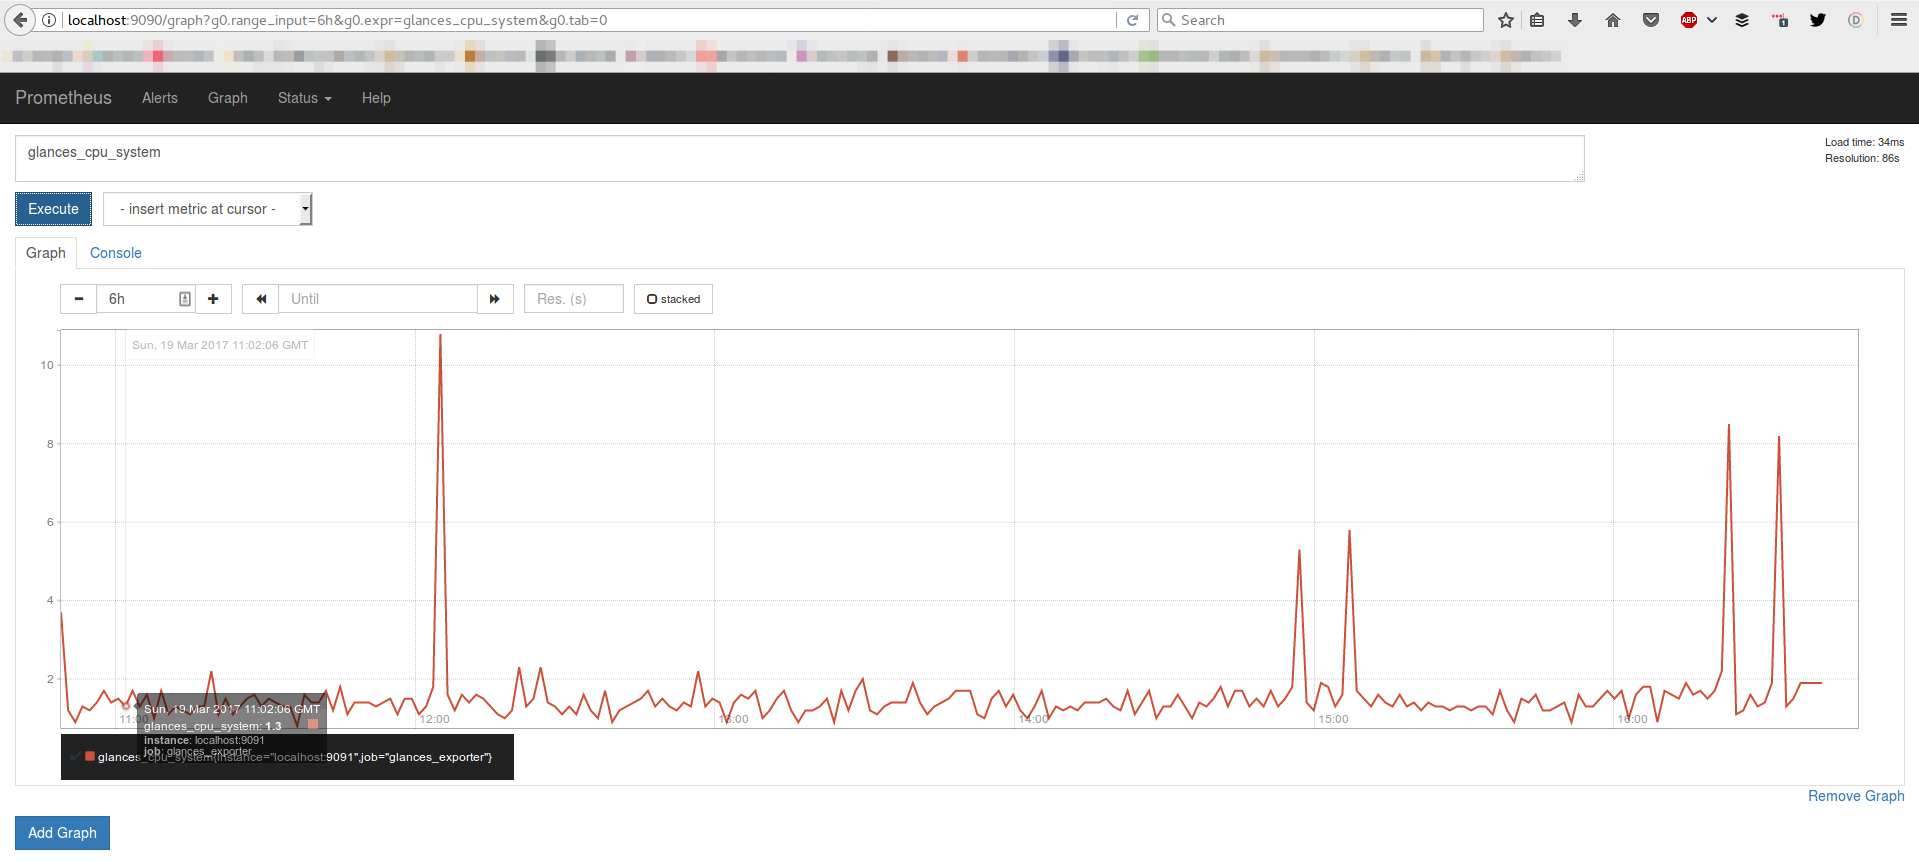 localhost:9090/graph?g0.range_input=6h&g0.expr=glances_cpu_system&g0.tab=0
Search
ABP
1
D
Prometheus Alerts Graph Status Help
glances_cpu_system
Load time: 34ms
Resolution: 86s
Execute
- insert metric at cursor -
Graph Console
6h
Until
Res. (s)
stacked
Sun, 19 Mar 2017 11:02:06 GMT
10
8
6
4
2
11:00 12:00 13:00 14:00 15:00 16:00
Sun, 19 Mar 2017 11:02:06 GMT
glances_cpu_system: 1.3
instance: localhost:9091
job: glances_exporter
glances_cpu_system{instance="localhost:9091",job="glances_exporter"}
Remove Graph
Add Graph